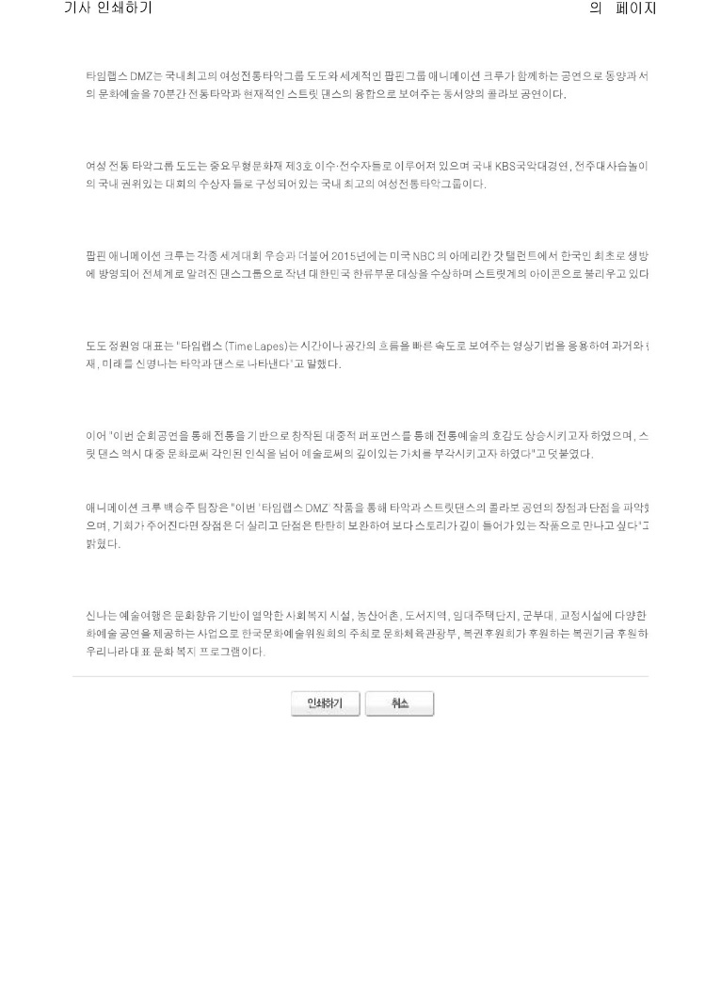 기사 인쇄하기 의 페이지
타임랩스 DMZ는 국내최고의 여성전통타악그룹 도도와 세계적인 팝핀그룹 애니메이션 크루가 함께하는 공연으로 동양과 서
의 문화예술을 70분간 전통타악과 현재적인 스트릿 댄스의 융합으로 보여주는 동서양의 콜라보 공연이다.
여성 전통 타악그룹 도도는 중요무형문화재 제3호 이수·전수자들로 이루어져 있으며 국내 KBS국악대경연, 전주대사습놀이
의 국내 권위있는 대회의 수상자 들로 구성되어있는 국내 최고의 여성전통타악그룹이다.
팝핀 애니메이션 크루는 각종 세계대회 우승과 더불어 2015년에는 미국 NBC 의 아메리칸 갓 탤런트에서 한국인 최초로 생방
에 방영되어 전세계로 알려진 댄스그룹으로 작년 대한민국 한류부문 대상을 수상하며 스트릿계의 아이콘으로 불리우고 있다
도도 정원영 대표는 "타임랩스 (Time Lapes)는 시간이나 공간의 흐름을 빠른 속도로 보여주는 영상기법을 응용하여 과거와
재, 미래를 신명나는 타악과 댄스로 나타낸다"고 말했다.
이어 "이번 순회공연을 통해 전통을 기반으로 창작된 대중적 퍼포먼스를 통해 전통예술의 호감도 상승시키고자 하였으며, 스
릿 댄스 역시 대중 문화로써 각인된 인식을 넘어 예술로써의 깊이있는 가치를 부각시키고자 하였다"고 덧붙였다.
애니메이션 크루 백승주 팀장은 "이번 '타임랩스 DMZ' 작품을 통해 타악과 스트릿댄스의 콜라보 공연의 장점과 단점을 파악
으며, 기회가 주어진다면 장점은 더 살리고 단점은 탄탄히 보완하여 보다 스토리가 깊이 들어가 있는 작품으로 만나고 싶다"고
밝혔다.
신나는 예술여행은 문화향유 기반이 열악한 사회복지 시설, 농산어촌, 도서지역, 임대주택단지, 군부대, 교정시설에 다양한
화예술 공연을 제공하는 사업으로 한국문화예술위원회의 주최로 문화체육관광부, 복권후원회가 후원하는 복권기금 후원하
우리나라 대표 문화 복지 프로그램이다.
인쇄하기 취소